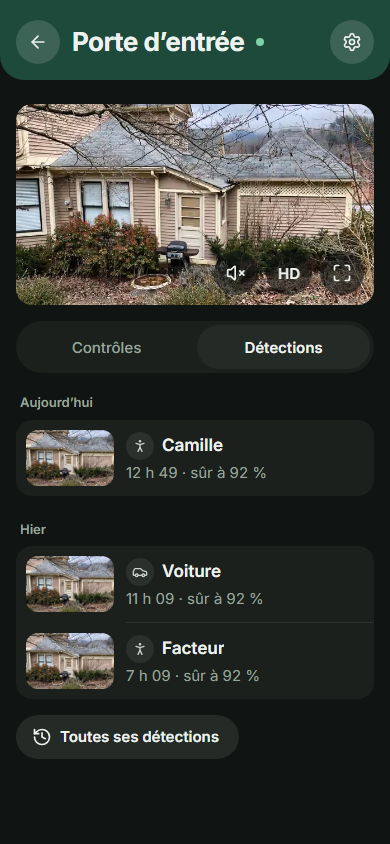 Porte d’entrée
HD
Contrôles
Détections
Aujourd’hui
Camille
12 h 49 · sûr à 92 %
Hier
Voiture
11 h 09 · sûr à 92 %
Facteur
7 h 09 · sûr à 92 %
Toutes ses détections